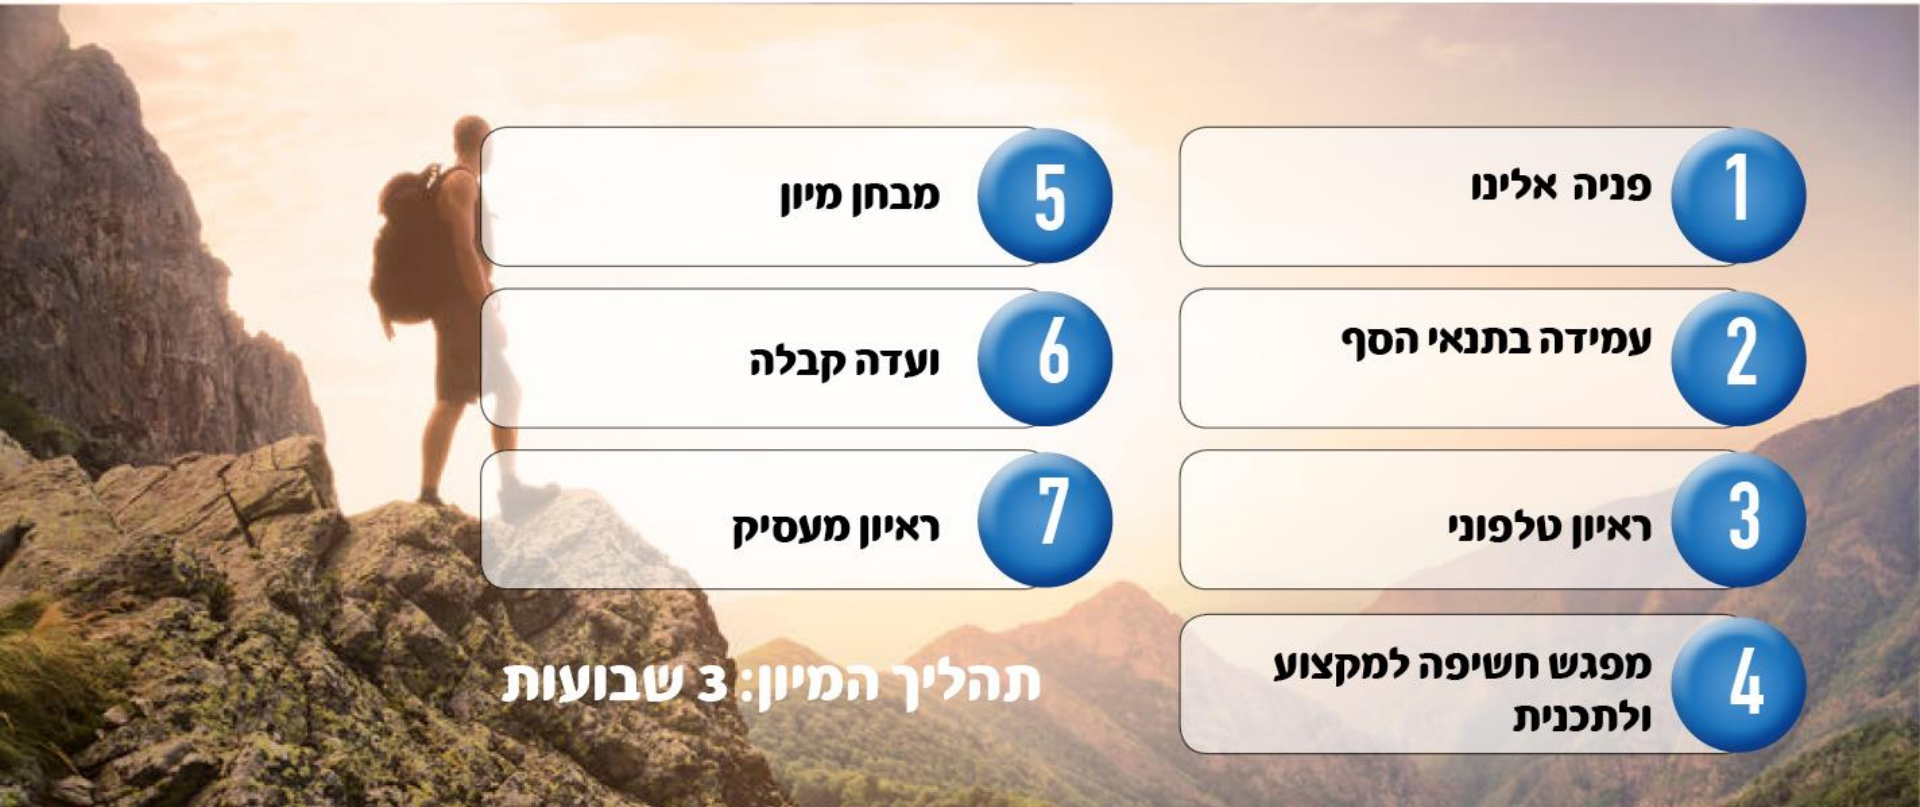 1
פניה אלינו
2
עמידה בתנאי הסף
3
ראיון טלפוני
4
מפגש חשיפה למקצוע
ולתכנית
5
מבחן מיון
6
ועדה קבלה
7
ראיון מעסיק
תהליך המיון: 3 שבועות